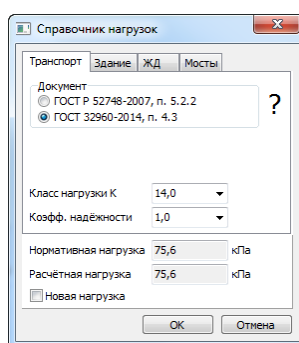 Справочник нагрузок
Транспорт Здание ЖД Мосты
Документ
ГОСТ Р 52748-2007, п. 5.2.2
ГОСТ 32960-2014, п. 4.3
?
Класс нагрузки К 14,0
Коэфф. надёжности 1,0
Нормативная нагрузка 75,6 кПа
Расчётная нагрузка 75,6 кПа
Новая нагрузка
ОК Отмена